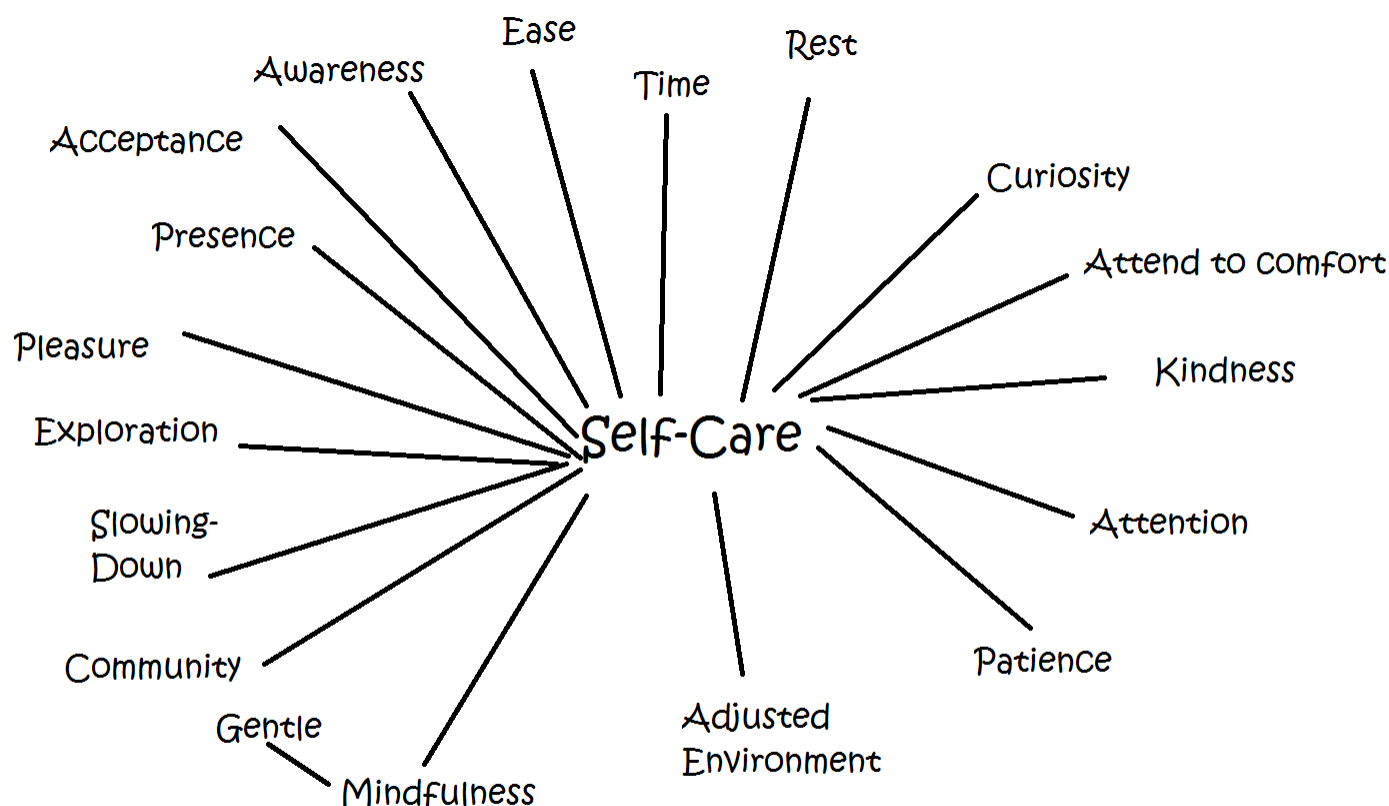 Ease
Rest
Awareness
Time
Acceptance
Curiosity
Presence
Attend to comfort
Pleasure
Kindness
Exploration
Self-Care
Slowing-
Down
Attention
Community
Patience
Gentle
Adjusted
Environment
Mindfulness